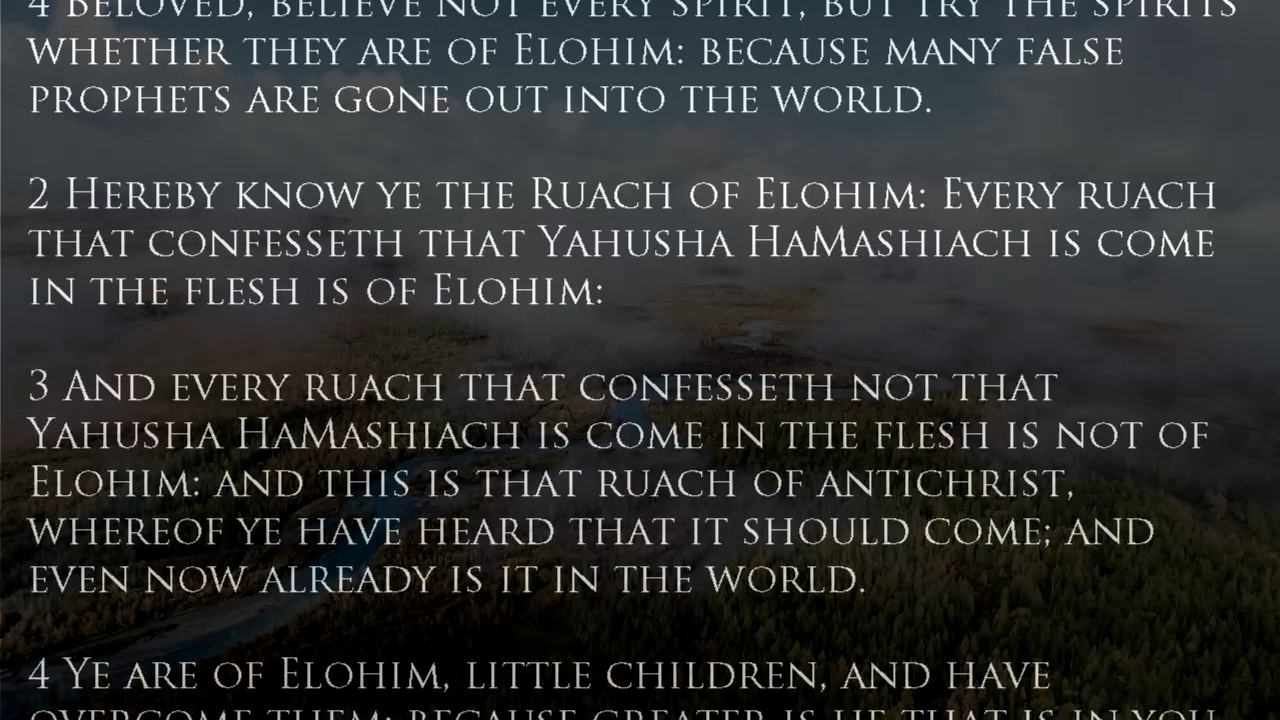 4 Beloved, believe not every spirit, but try the spirits
whether they are of Elohim: because many false
prophets are gone out into the world.
2 Hereby know ye the Ruach of Elohim: Every ruach
that confesseth that Yahusha HaMashiach is come
in the flesh is of Elohim:
3 And every ruach that confesseth not that
Yahusha HaMashiach is come in the flesh is not of
Elohim: and this is that ruach of antichrist,
whereof ye have heard that it should come; and
even now already is it in the world.
4 Ye are of Elohim, little children, and have
overcome them: because greater is he that is in you,